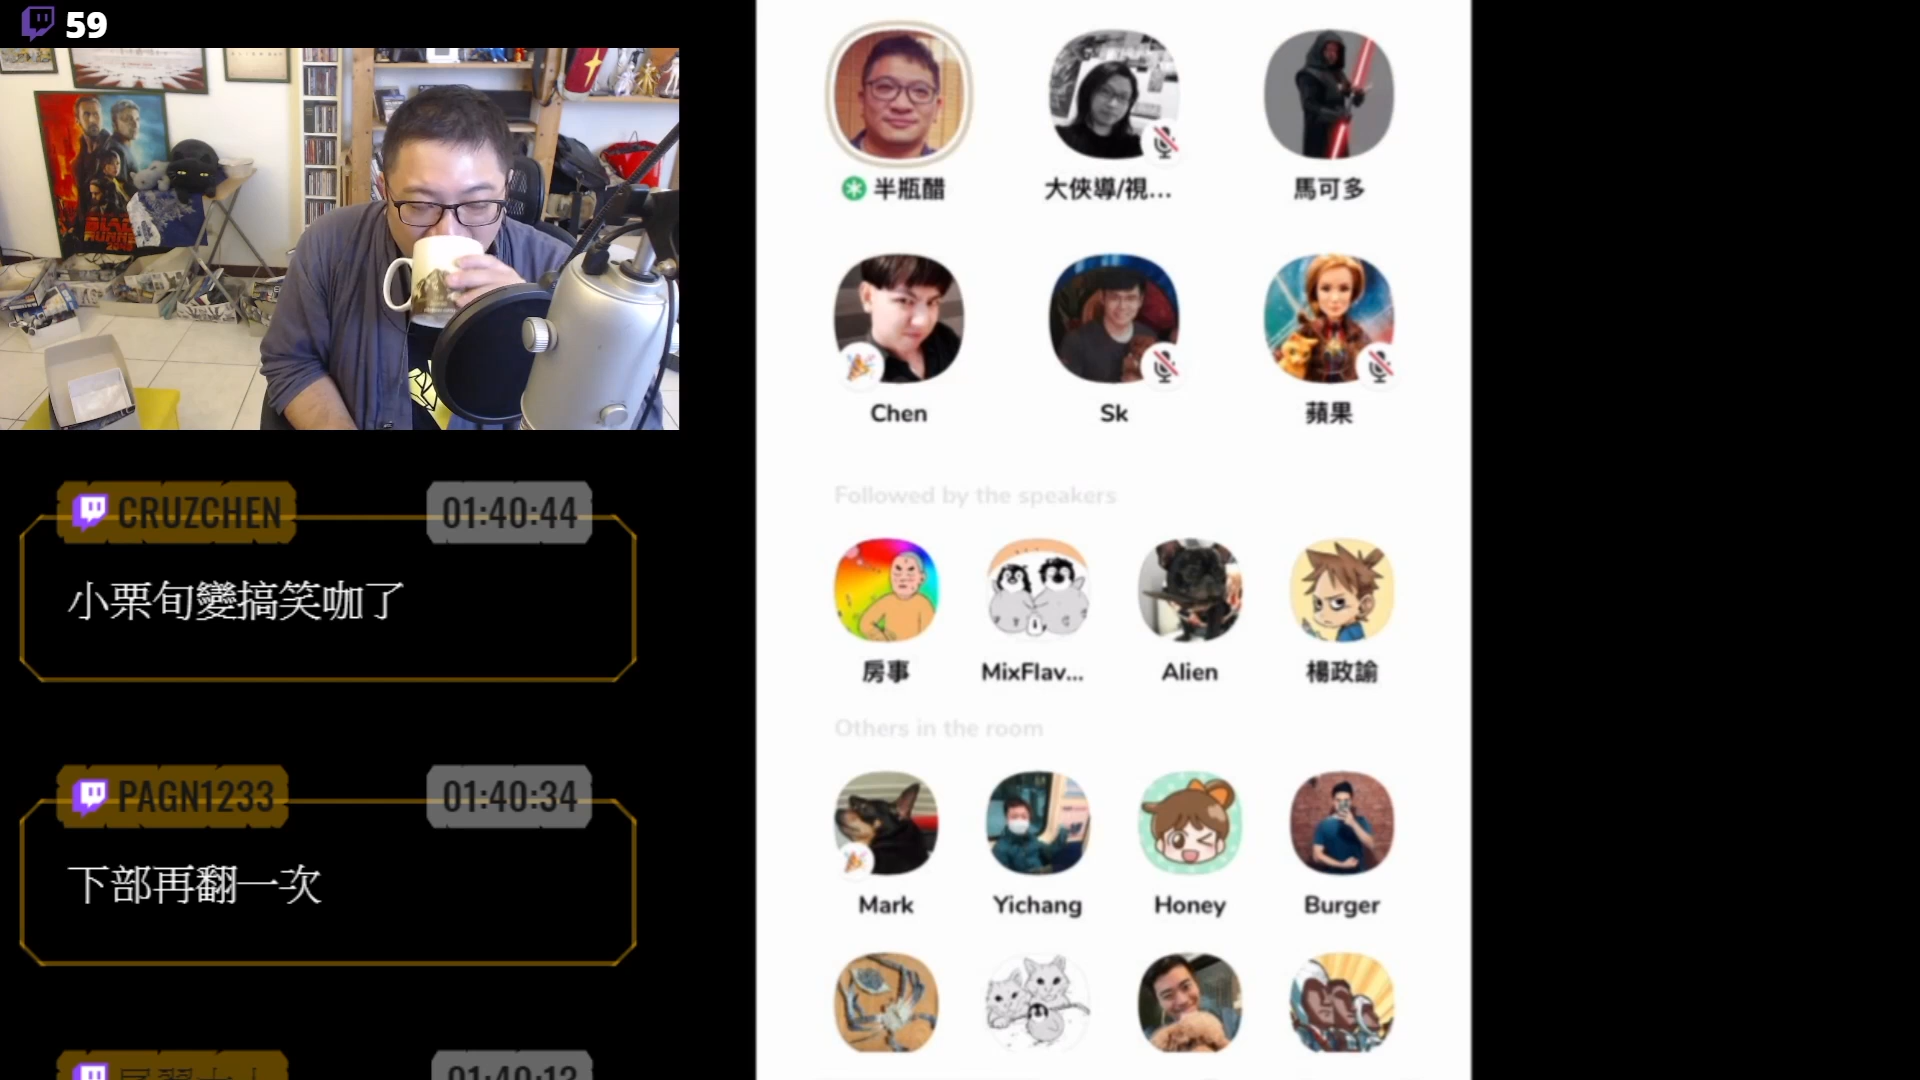 59
CRUZCHEN
01:40:44
小栗旬變搞笑咖了
PAGN1233
01:40:34
下部再翻一次
半瓶醋
大俠導/視...
馬可多
Chen
Sk
蘋果
Followed by the speakers
房事
MixFlav...
Alien
楊政諭
Others in the room
Mark
Yichang
Honey
Burger